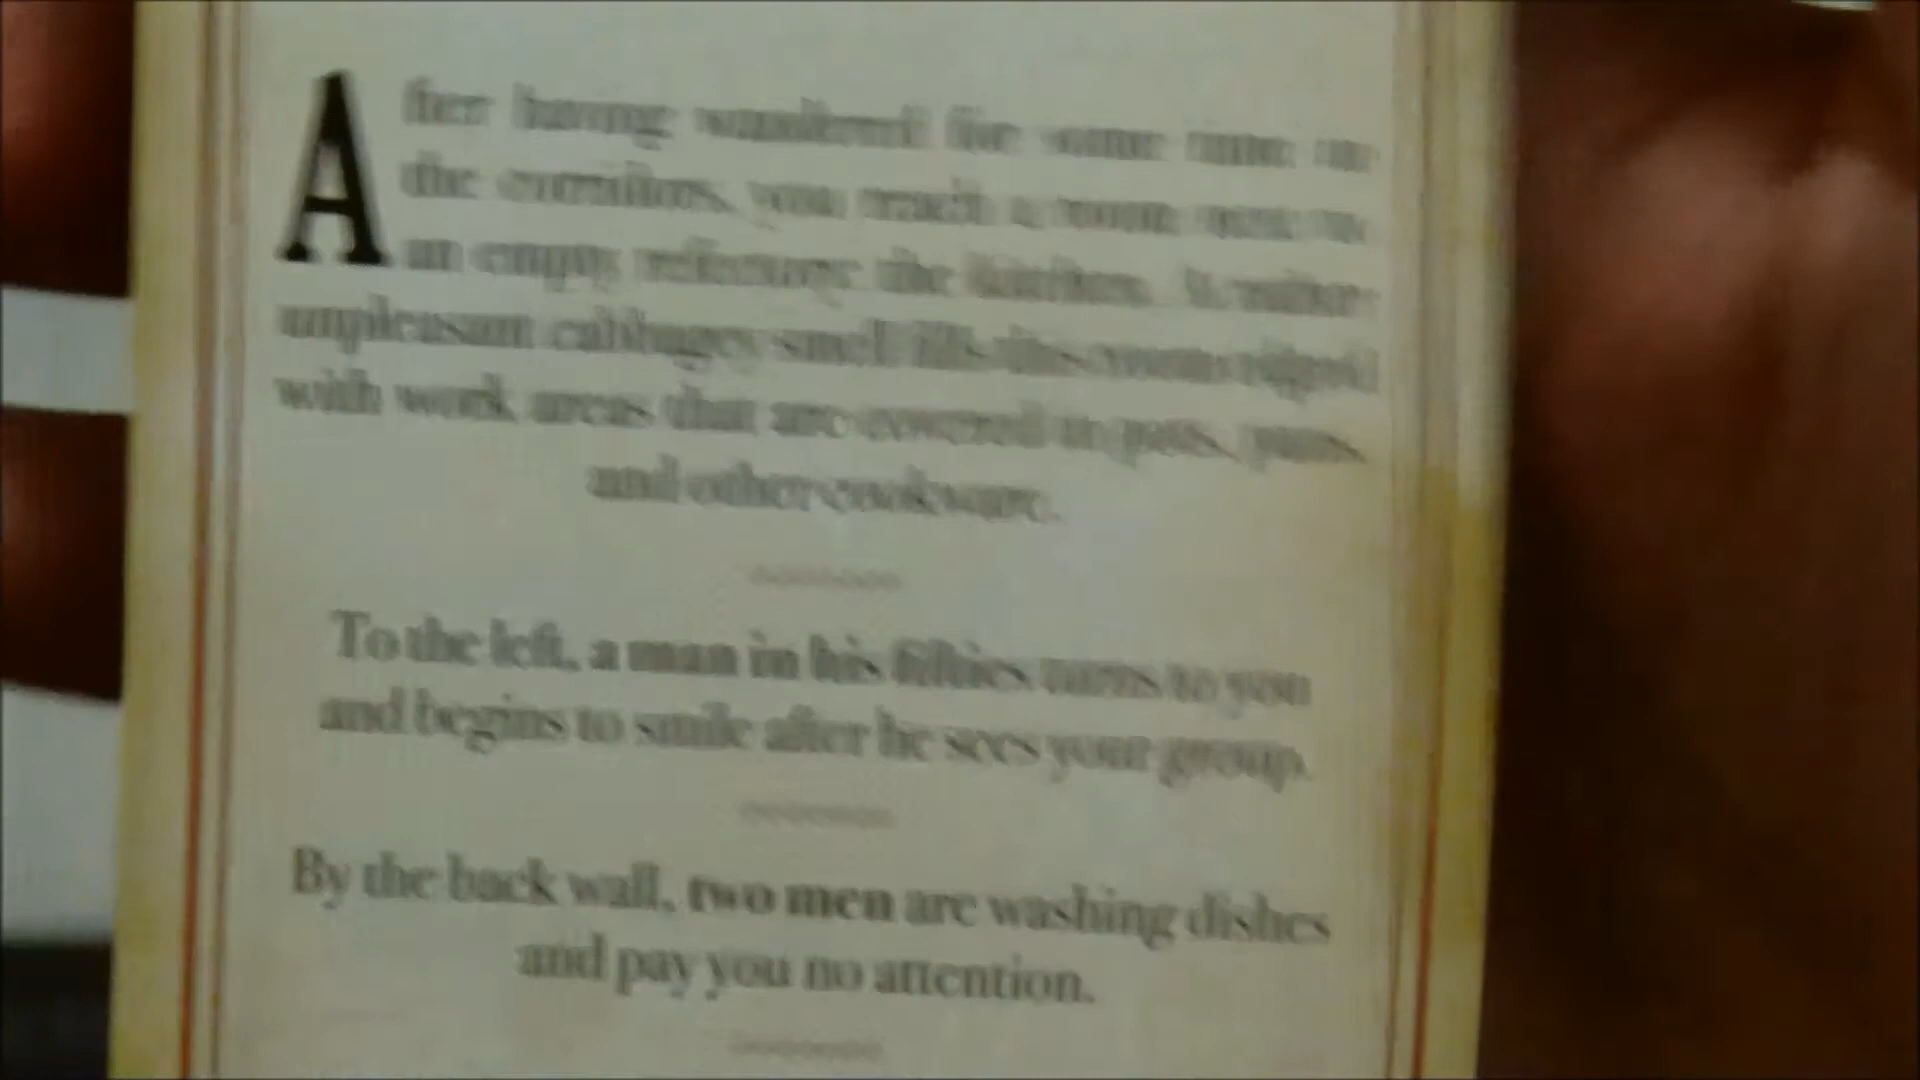 After having wandered for some time in
the corridors, you reach a room next to
an empty refectory: the kitchen. A rather
unpleasant cabbagey smell fills this room
with work areas that are covered in pots, pans,
and other cookware.
To the left, a man in his fifties turns to you
and begins to smile after he sees your group.
By the back wall, two men are washing dishes
and pay you no attention.